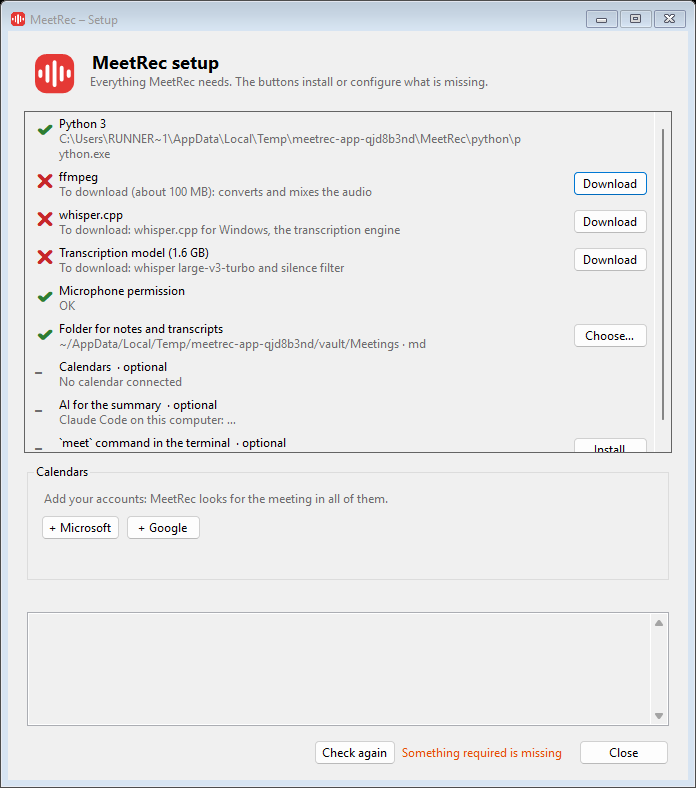 MeetRec – Setup
MeetRec setup
Everything MeetRec needs. The buttons install or configure what is missing.
Python 3
C:\Users\RUNNER~1\AppData\Local\Temp\meetrec-app-qjd8b3nd\MeetRec\python\p
ython.exe
ffmpeg
To download (about 100 MB): converts and mixes the audio
Download
whisper.cpp
To download: whisper.cpp for Windows, the transcription engine
Download
Transcription model (1.6 GB)
To download: whisper large-v3-turbo and silence filter
Download
Microphone permission
OK
Folder for notes and transcripts
~/AppData/Local/Temp/meetrec-app-qjd8b3nd/vault/Meetings · md
Choose...
Calendars · optional
No calendar connected
AI for the summary · optional
Claude Code on this computer: ...
`meet` command in the terminal · optional
Install
Calendars
Add your accounts: MeetRec looks for the meeting in all of them.
+ Microsoft
+ Google
Check again
Something required is missing
Close